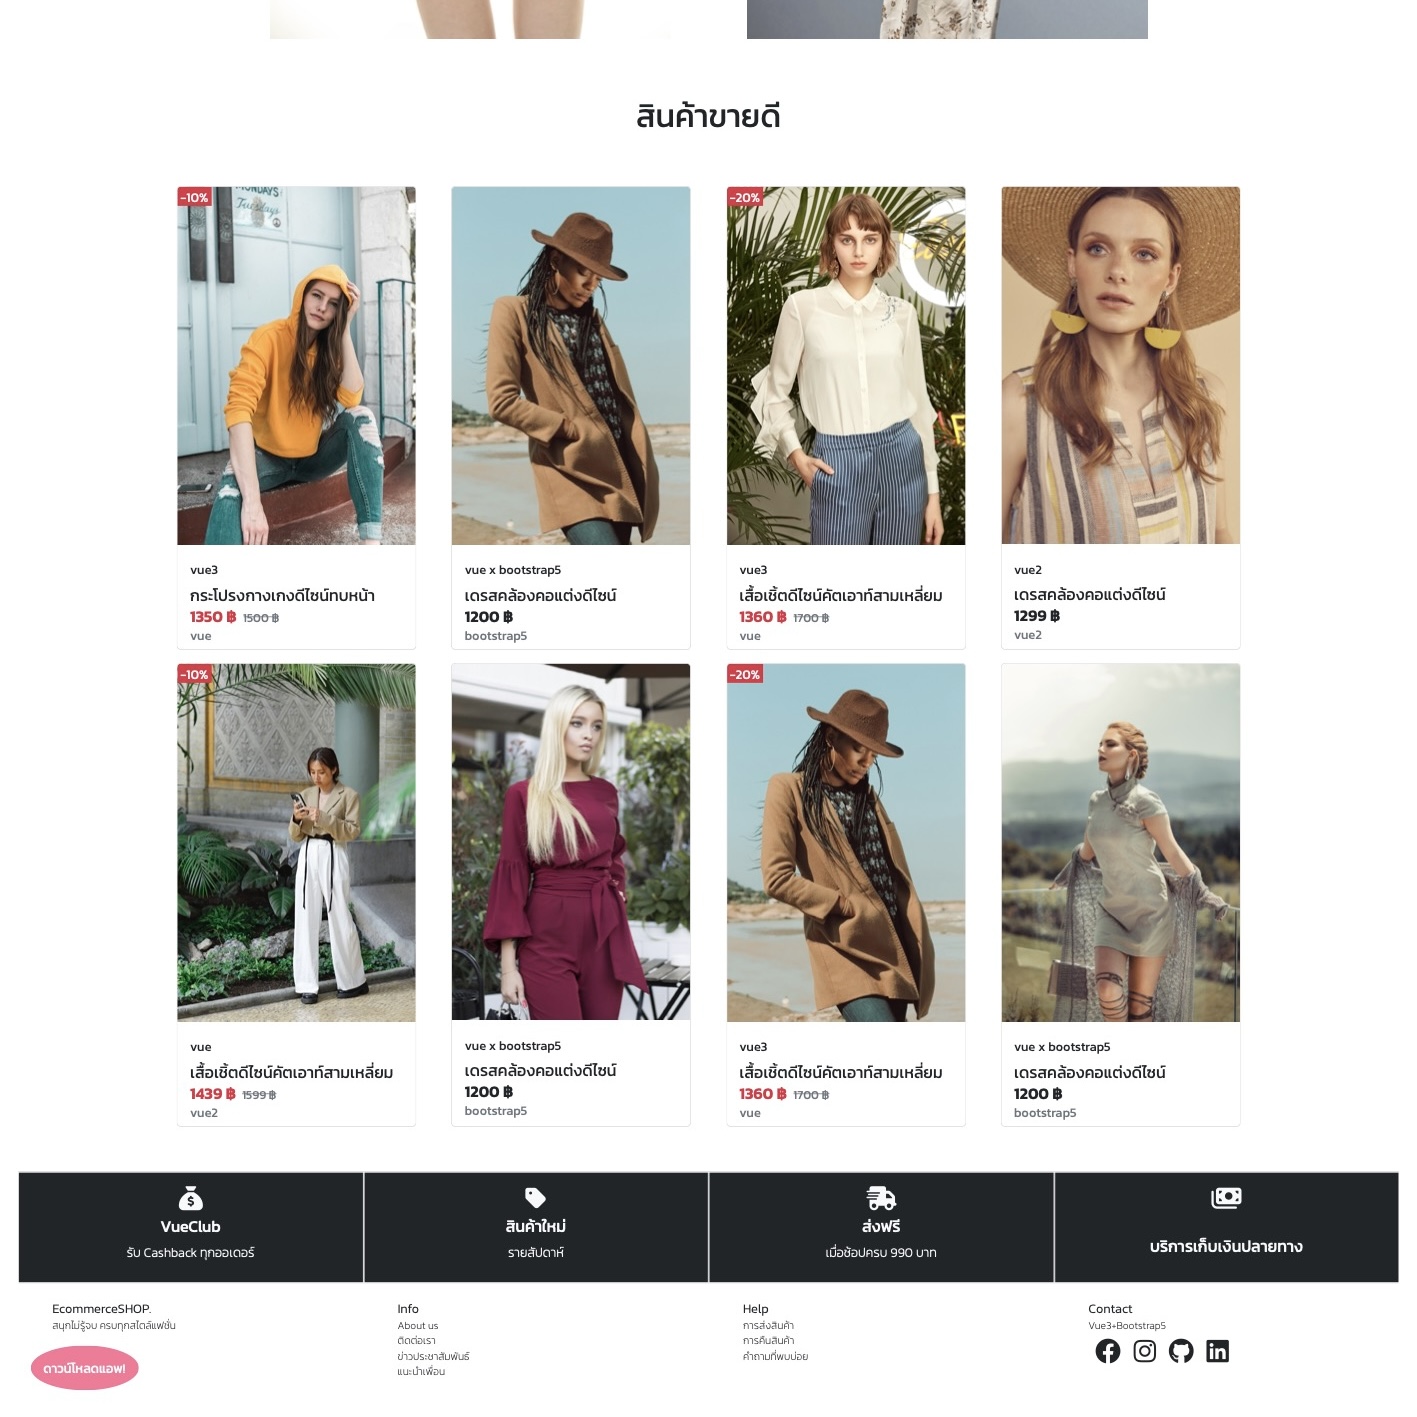 สินค้าขายดี
-10%
MONDAYS
Tuesdays
-20%
vue3
กระโปรงกางเกงดีไซน์ทบหน้า
1350 ฿ 1500 ฿
vue
vue x bootstrap5
เดรสคล้องคอแต่งดีไซน์
1200 ฿
bootstrap5
vue3
เสื้อเชิ้ตดีไซน์คัตเอาท์สามเหลี่ยม
1360 ฿ 1700 ฿
vue
vue2
เดรสคล้องคอแต่งดีไซน์
1299 ฿
vue2
-10%
-20%
vue
เสื้อเชิ้ตดีไซน์คัตเอาท์สามเหลี่ยม
1439 ฿ 1599 ฿
vue2
vue x bootstrap5
เดรสคล้องคอแต่งดีไซน์
1200 ฿
bootstrap5
vue3
เสื้อเชิ้ตดีไซน์คัตเอาท์สามเหลี่ยม
1360 ฿ 1700 ฿
vue
vue x bootstrap5
เดรสคล้องคอแต่งดีไซน์
1200 ฿
bootstrap5
VueClub
รับ Cashback ทุกออเดอร์
สินค้าใหม่
รายสัปดาห์
ส่งฟรี
เมื่อช้อปครบ 990 บาท
บริการเก็บเงินปลายทาง
EcommerceSHOP.
สนุกไม่รู้จบ ครบทุกสไตล์แฟชั่น
ดาวน์โหลดแอพ!
Info
About us
ติดต่อเรา
ข่าวประชาสัมพันธ์
แนะนำเพื่อน
Help
การส่งสินค้า
การคืนสินค้า
คำถามที่พบบ่อย
Contact
Vue3+Bootstrap5